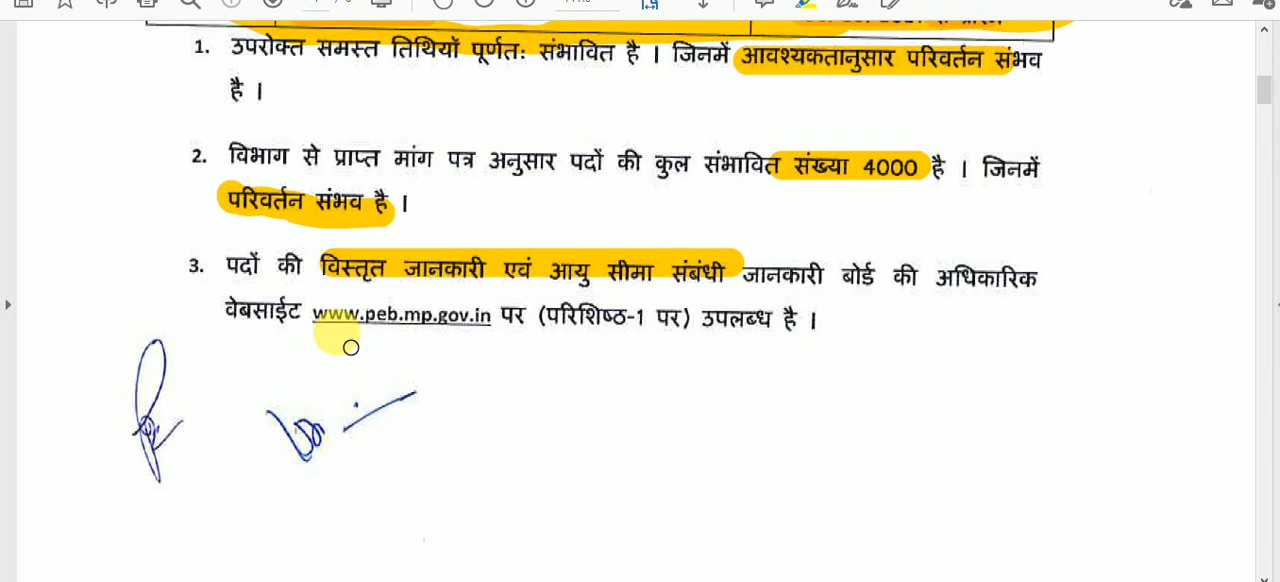 1. उपरोक्त समस्त तिथियॉ पूर्णतः संभावित है । जिनमें आवश्यकतानुसार परिवर्तन संभव
है ।
2. विभाग से प्राप्त मांग पत्र अनुसार पदों की कुल संभावित संख्या 4000 है । जिनमें
परिवर्तन संभव है ।
3. पदों की विस्तृत जानकारी एवं आयु सीमा संबंधी जानकारी बोर्ड की अधिकारिक
वेबसाईट www.peb.mp.gov.in पर (परिशिष्ठ-1 पर) उपलब्ध है ।